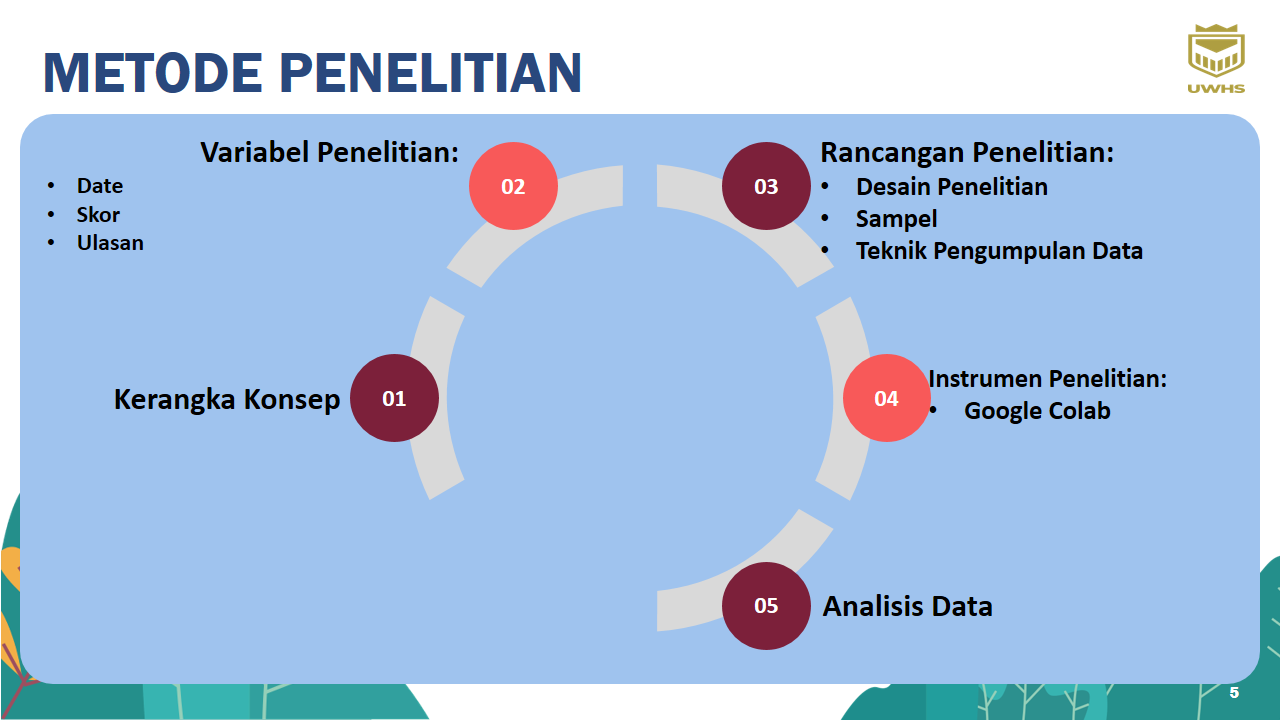 METODE PENELITIAN
UWHS
Kerangka Konsep
01
Variabel Penelitian:
• Date
• Skor
• Ulasan
02
03
Rancangan Penelitian:
• Desain Penelitian
• Sampel
• Teknik Pengumpulan Data
04
Instrumen Penelitian:
• Google Colab
05
Analisis Data
5